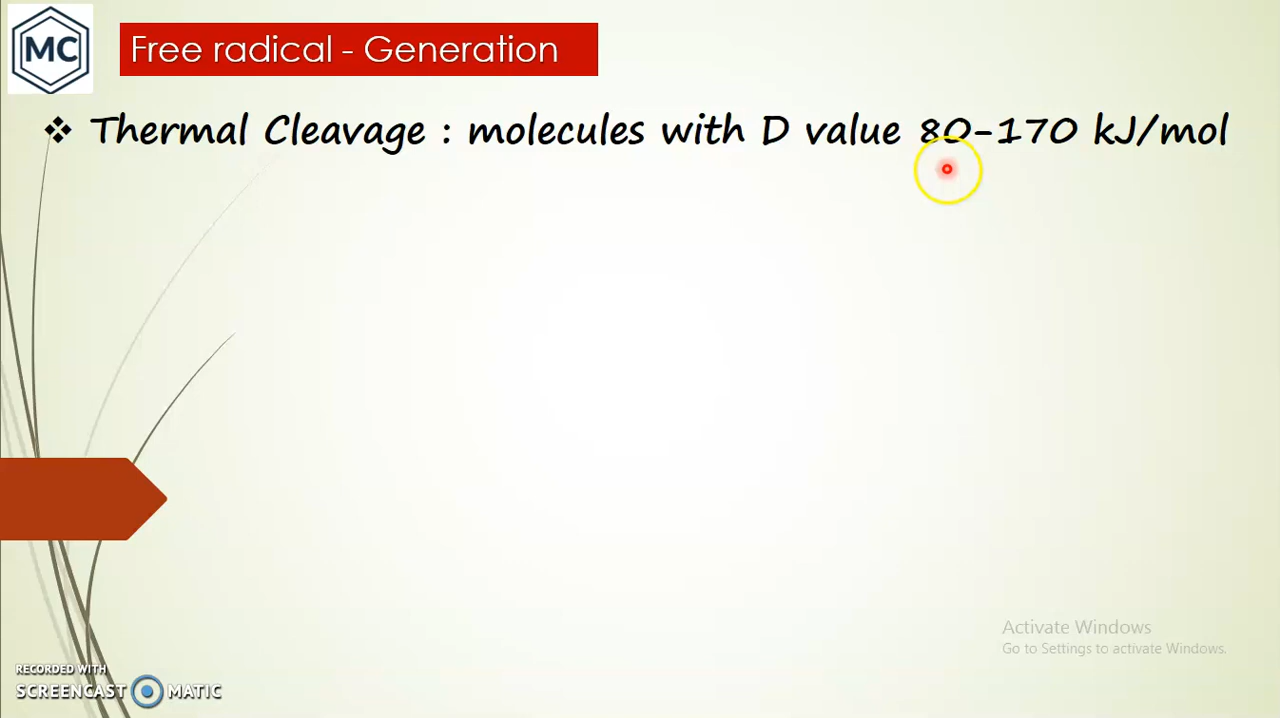 MC
Free radical - Generation
❖ Thermal Cleavage : molecules with D value 80-170 kJ/mol
Activate Windows
Go to Settings to activate Windows.
RECORDED WITH
SCREENCAST MATIC